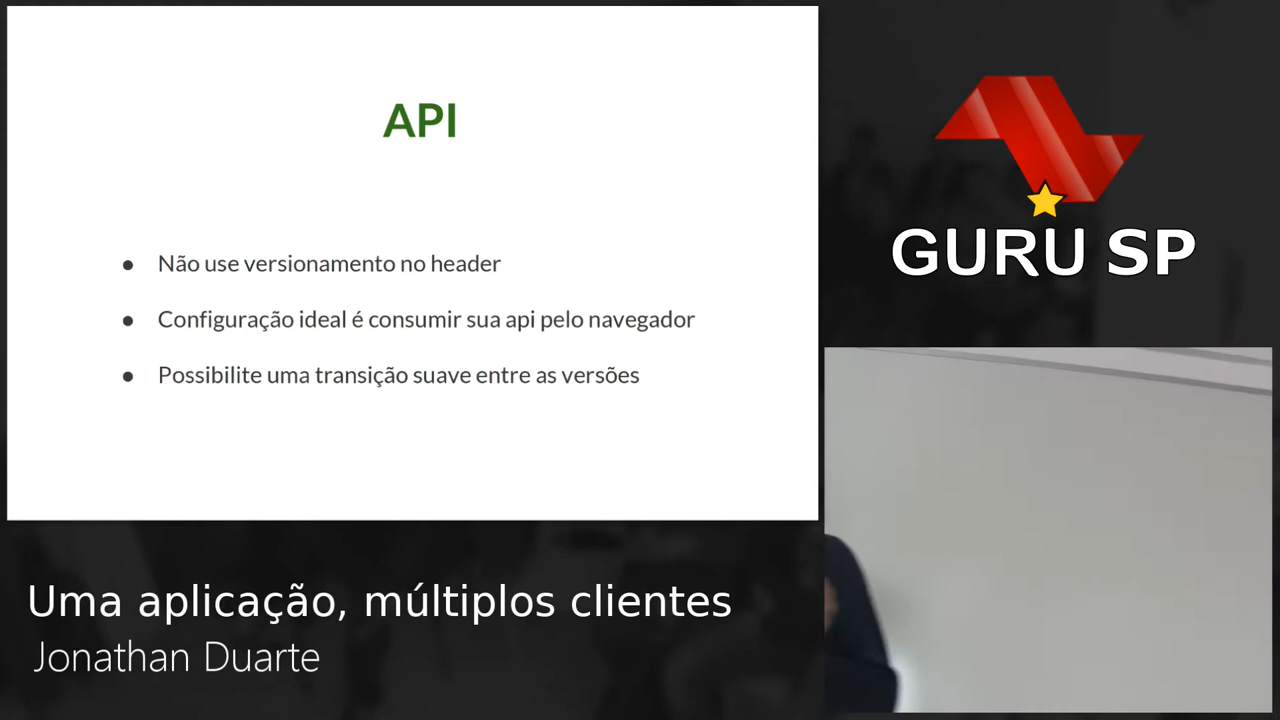 API
● Não use versionamento no header
● Configuração ideal é consumir sua api pelo navegador
● Possibilite uma transição suave entre as versões
GURU SP
Uma aplicação, múltiplos clientes
Jonathan Duarte